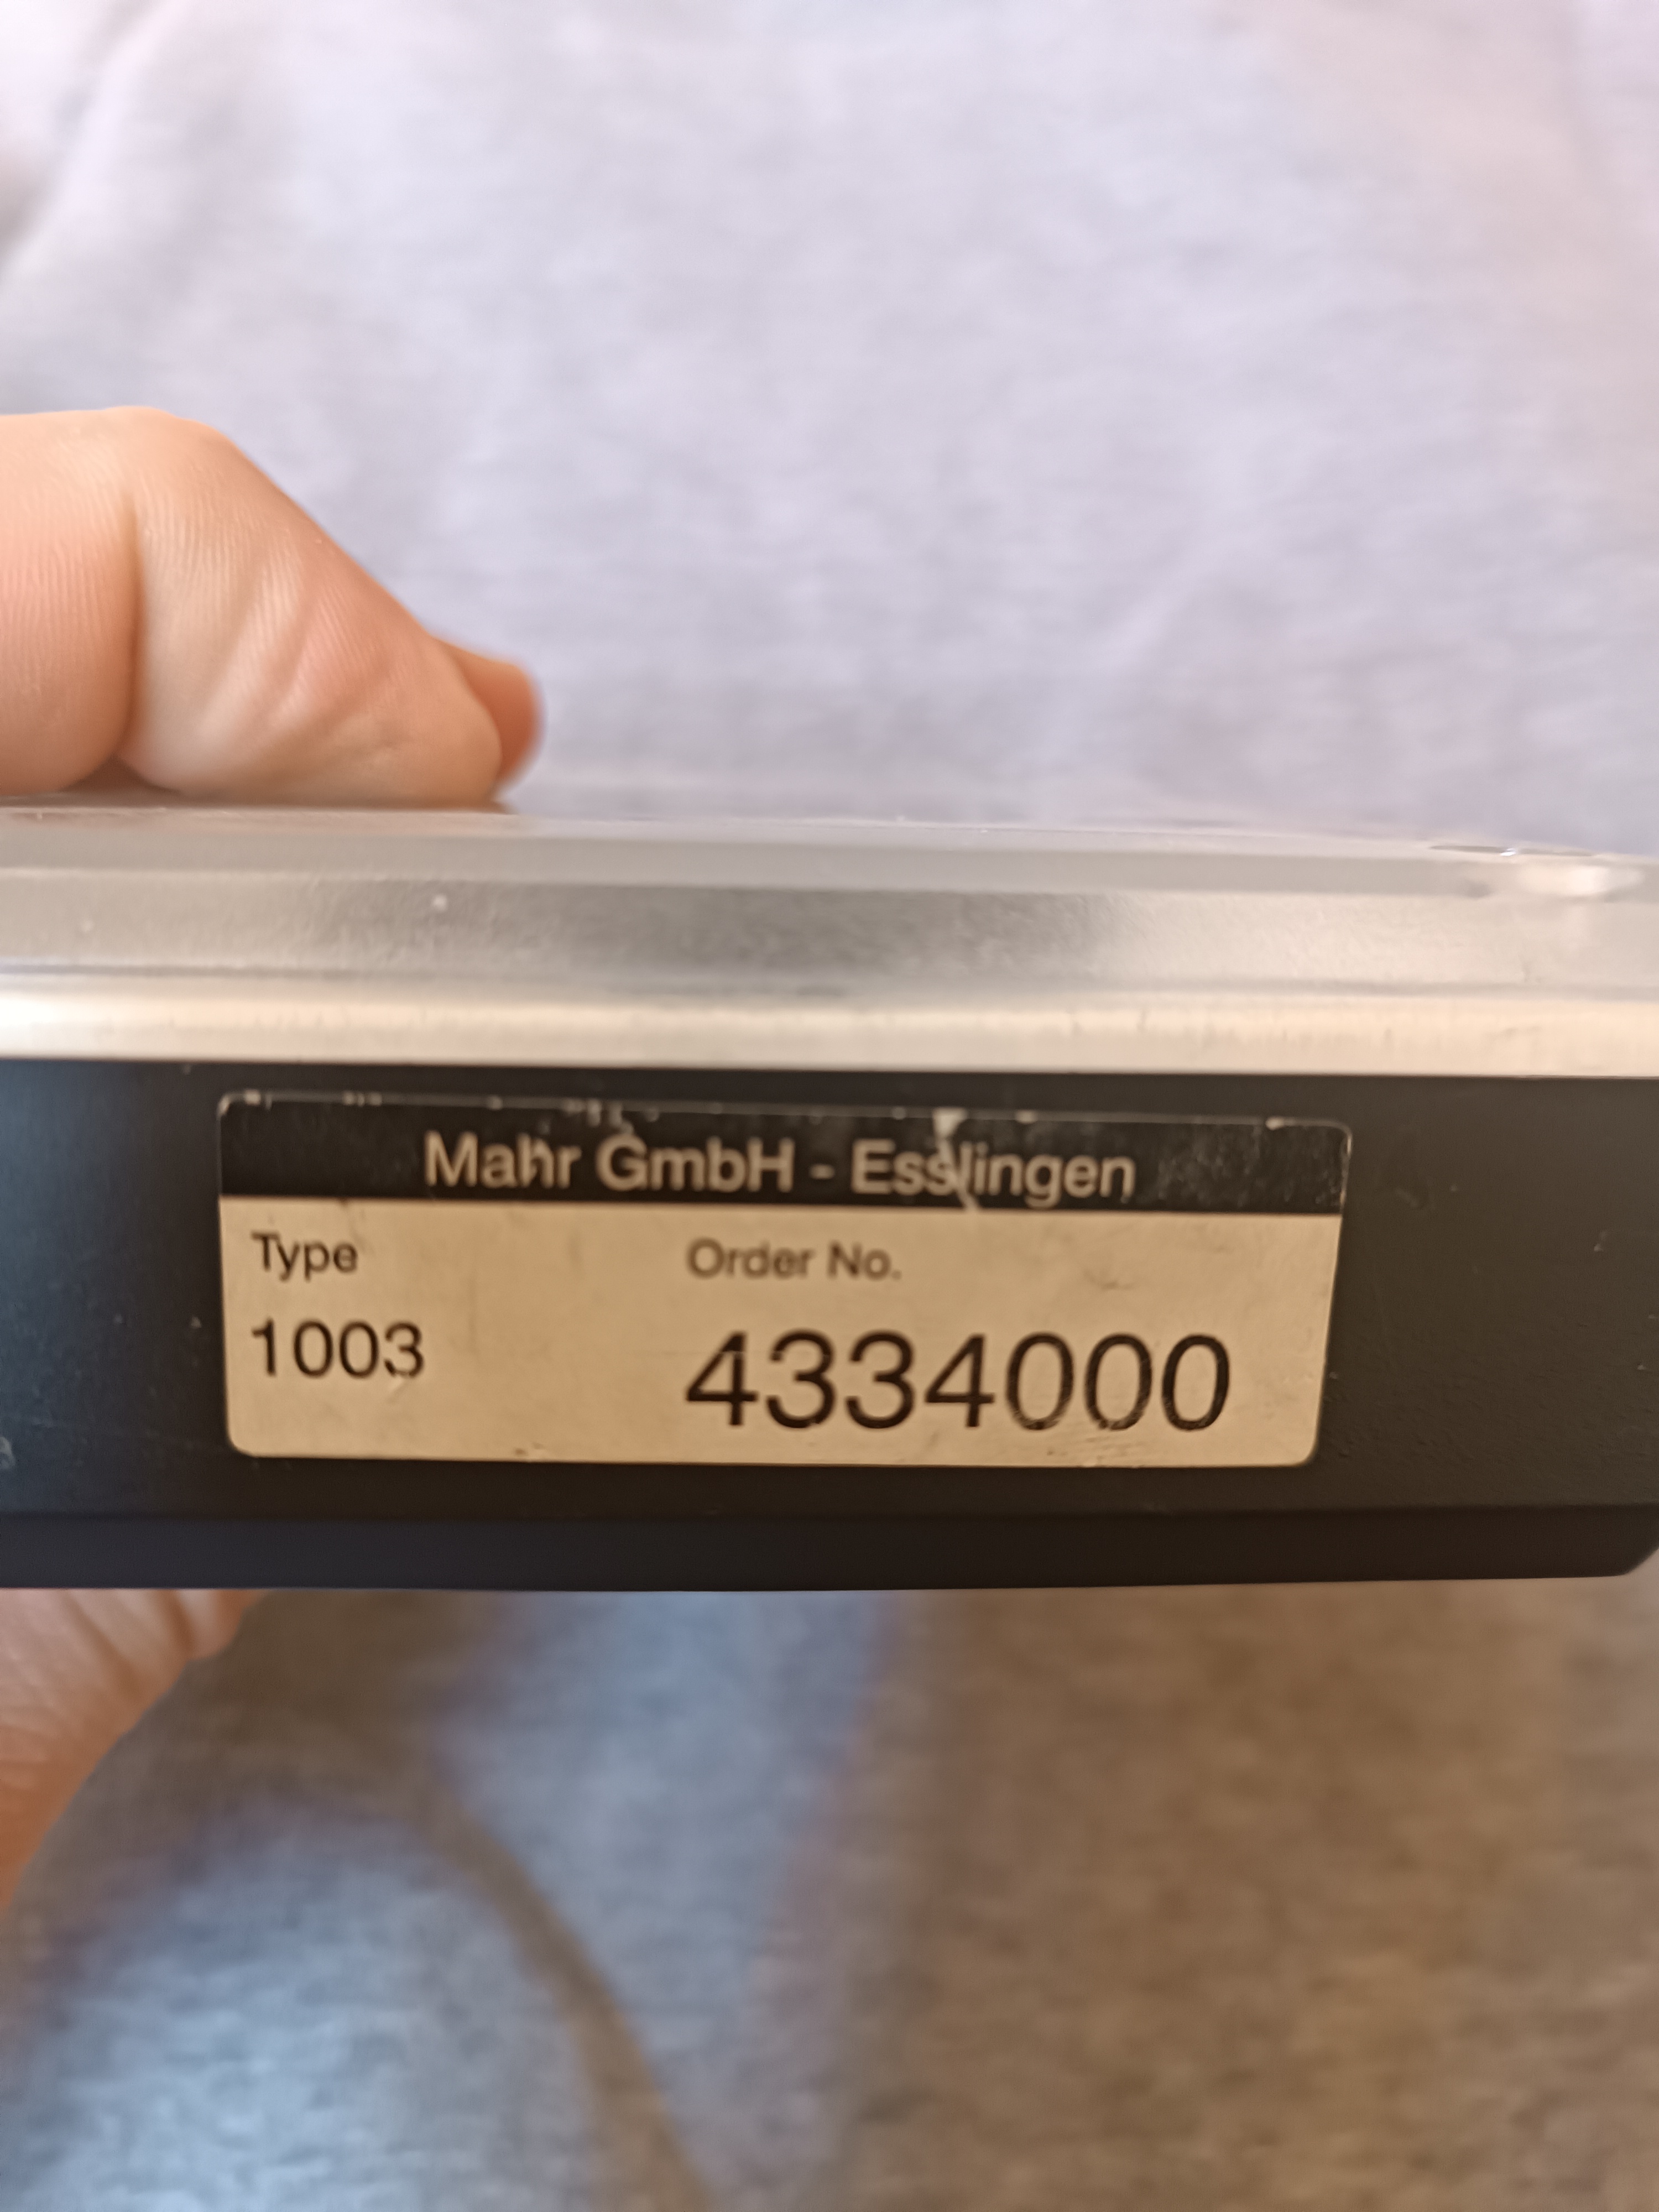 Mahr GmbH - Esslingen
Type Order No.
1003 4334000